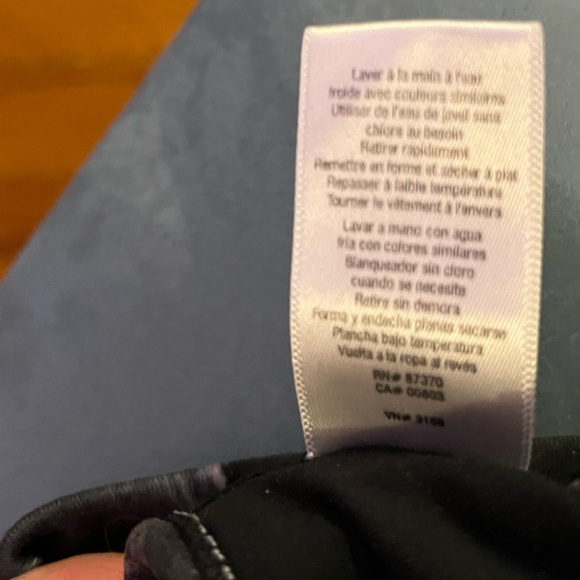 Laver à la main à l'eau
froide avec couleurs similaires
Utiliser de l'eau de javel sans
chlore au besoin
Retirer rapidement
Remettre en forme et sécher à plat
Repasser à faible température
Tourner le vêtement à l'envers
Lavar a mano con agua
fría con colores similares
Blanqueador sin cloro
cuando se necesite
Retire sin demora
Forma y endecha planas secarse
Plancha bajo temperatura
Vuelta a la ropa al revés
RN# 87370
CA# 00803
VN# 3168